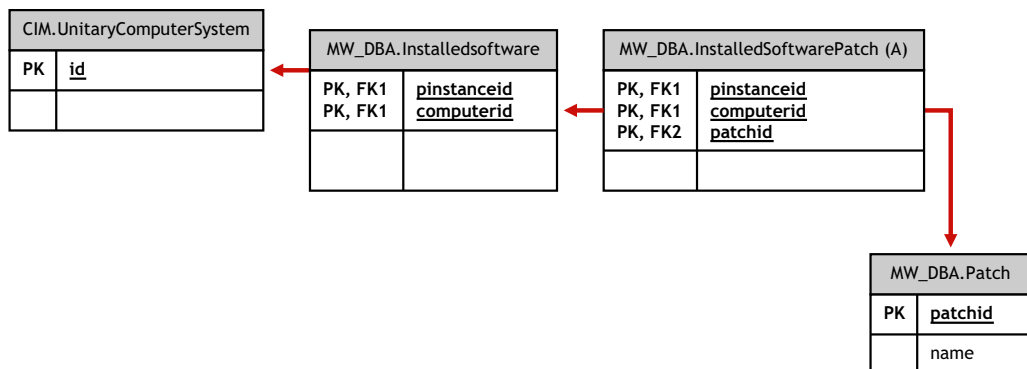 CIM.UnitaryComputerSystem
PK id
MW_DBA.Installedsoftware
PK, FK1 pinstanceid
PK, FK1 computerid
MW_DBA.InstalledSoftwarePatch (A)
PK, FK1 pinstanceid
PK, FK1 computerid
PK, FK2 patchid
MW_DBA.Patch
PK patchid
name